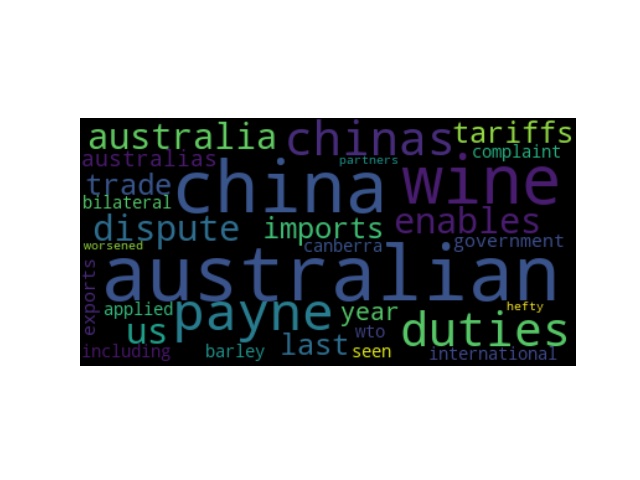 australia chinas tariffs
australias partners complaint
trade china wine
bilateral
dispute imports enables
worsened canberra government
exports australian
applied payne year hefty
us wto duties
including barley last seen international